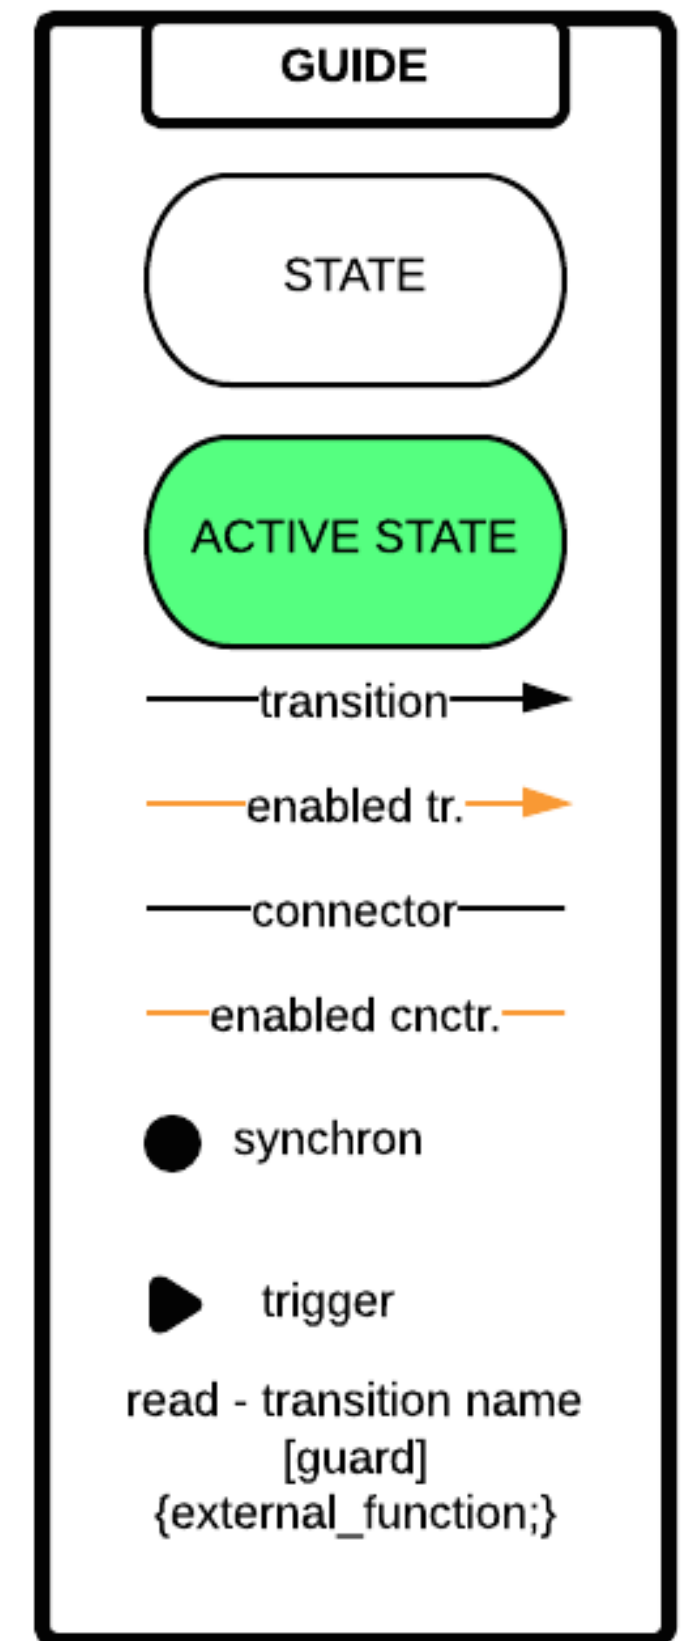 GUIDE
STATE
ACTIVE STATE
transition
enabled tr.
connector
enabled cnctr.
synchron
trigger
read - transition name
[guard]
{external_function;}